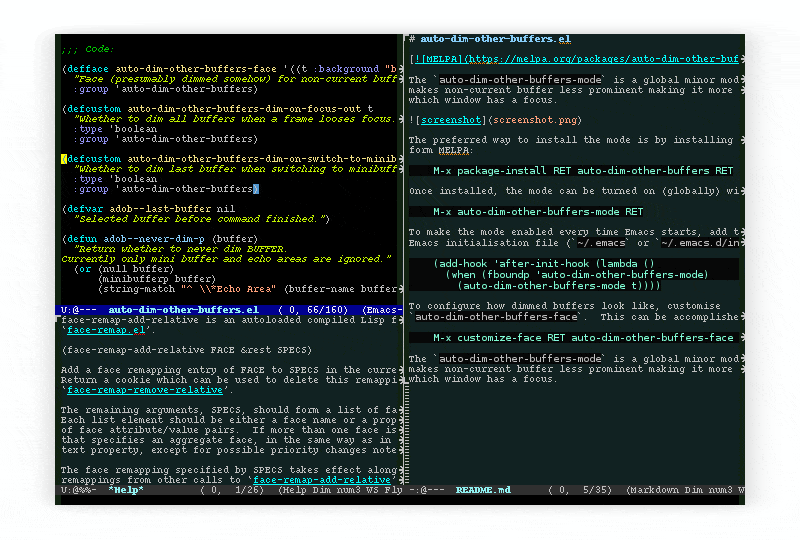 ;;; Code:
(defface auto-dim-other-buffers-face '((t :background "b
"Face (presumably dimmed somehow) for non-current buff
:group 'auto-dim-other-buffers)
(defcustom auto-dim-other-buffers-dim-on-focus-out t
"Whether to dim all buffers when a frame looses focus.
:type 'boolean
:group 'auto-dim-other-buffers)
(defcustom auto-dim-other-buffers-dim-on-switch-to-minib
"Whether to dim last buffer when switching to minibuff
:type 'boolean
:group 'auto-dim-other-buffers)
(defvar adob--last-buffer nil
"Selected buffer before command finished.")
(defun adob--never-dim-p (buffer)
"Return whether to never dim BUFFER.
Currently only mini buffer and echo areas are ignored."
(or (null buffer)
(minibufferp buffer)
(string-match "^ \\*Echo Area" (buffer-name buffer
U:@--- auto-dim-other-buffers.el ( 0, 66/160) (Emacs-
face-remap-add-relative is an autoloaded compiled Lisp f
`face-remap.el'.
(face-remap-add-relative FACE &rest SPECS)
Add a face remapping entry of FACE to SPECS in the curre
Return a cookie which can be used to delete this remappi
`face-remap-remove-relative'.
The remaining arguments, SPECS, should form a list of fa
Each list element should be either a face name or a prop
of face attribute/value pairs. If more than one face is
that specifies an aggregate face, in the same way as in
text property, except for possible priority changes note
The face remapping specified by SPECS takes effect along
remappings from other calls to `face-remap-add-relative'
U:@%%- *Help* ( 0, 1/26) (Help Dim num3 WS Fly
# auto-dim-other-buffers.el
[![MELPA](https://melpa.org/packages/auto-dim-other-buf
The `auto-dim-other-buffers-mode` is a global minor mod
makes non-current buffer less prominent making it more
which window has a focus.
![screenshot](screenshot.png)
The preferred way to install the mode is by installing
form MELPA:
M-x package-install RET auto-dim-other-buffers RET
Once installed, the mode can be turned on (globally) wi
M-x auto-dim-other-buffers-mode RET
To make the mode enabled every time Emacs starts, add t
Emacs initialisation file (`~/.emacs` or `~/.emacs.d/in
(add-hook 'after-init-hook (lambda ()
(when (fboundp 'auto-dim-other-buffers-mode)
(auto-dim-other-buffers-mode t))))
To configure how dimmed buffers look like, customise
`auto-dim-other-buffers-face`. This can be accomplishe
M-x customize-face RET auto-dim-other-buffers-face
The `auto-dim-other-buffers-mode` is a global minor mod
makes non-current buffer less prominent making it more
which window has a focus.
-:@--- README.md ( 0, 5/35) (Markdown Dim num3 W